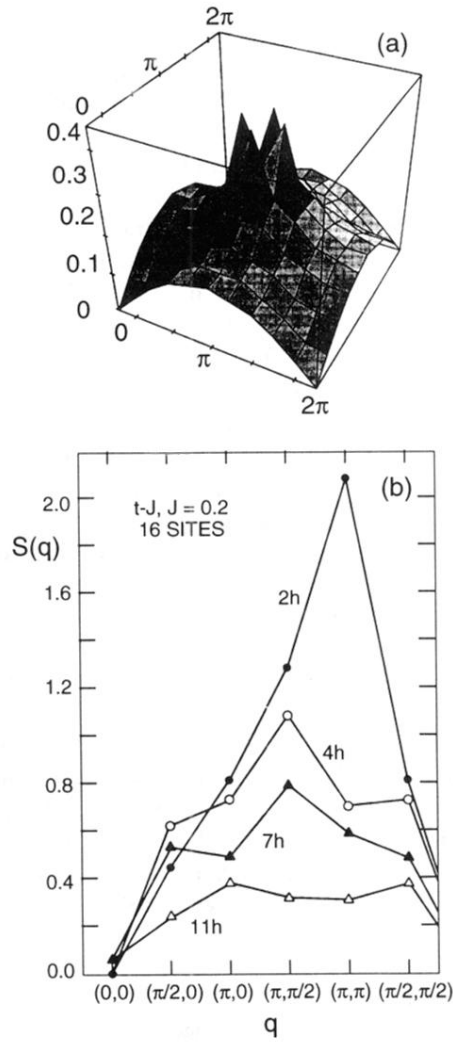 2π
(a)
π
0
0.4
0.3
0.2
0.1
0
0
π
2π
(b)
2.0
t-J, J = 0.2
16 SITES
S(q)
1.6
2h
1.2
4h
0.8
7h
0.4
11h
0.0
(0,0) (π/2,0) (π,0) (π,π/2) (π,π) (π/2,π/2)
q